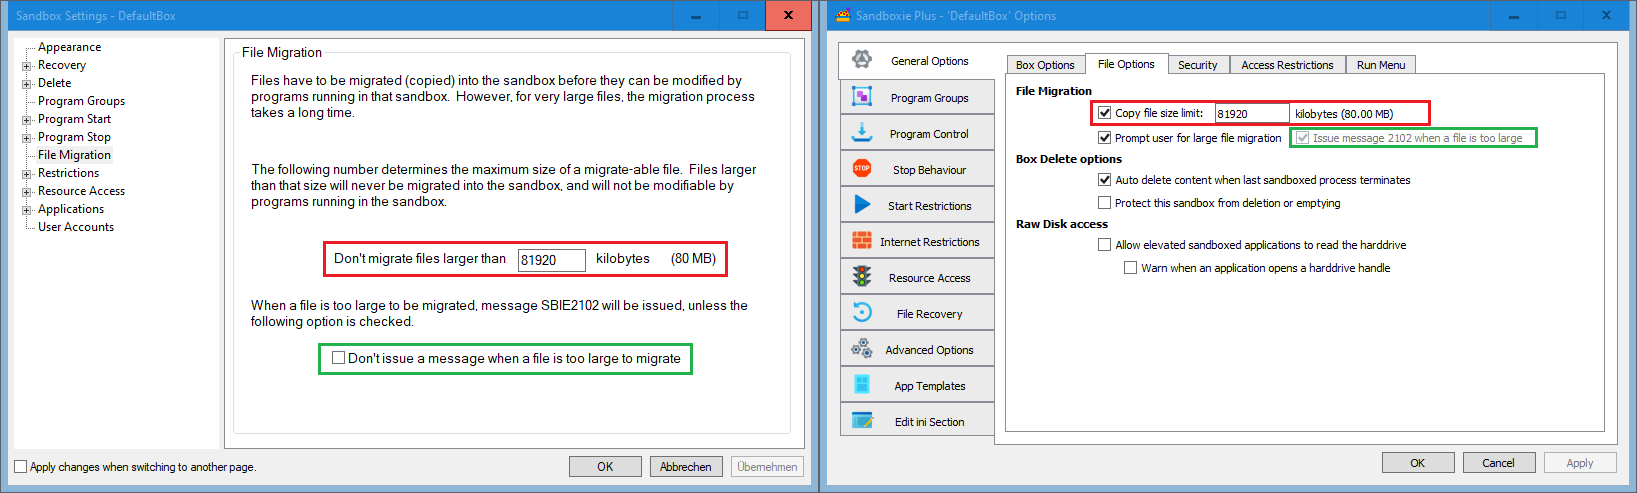 Sandbox Settings - DefaultBox
Appearance
Recovery
Delete
Program Groups
Program Start
Program Stop
File Migration
Restrictions
Resource Access
Applications
User Accounts
File Migration
Files have to be migrated (copied) into the sandbox before they can be modified by
programs running in that sandbox.  However, for very large files, the migration process
takes a long time.
The following number determines the maximum size of a migrate-able file.  Files larger
than that size will never be migrated into the sandbox, and will not be modifiable by
programs running in the sandbox.
Don't migrate files larger than 81920 kilobytes (80 MB)
When a file is too large to be migrated, message SBIE2102 will be issued, unless the
following option is checked.
Don't issue a message when a file is too large to migrate
Apply changes when switching to another page.
OK Abbrechen Übernehmen
Sandboxie Plus - 'DefaultBox' Options
General Options
Program Groups
Program Control
STOP Stop Behaviour
Start Restrictions
Internet Restrictions
Resource Access
File Recovery
Advanced Options
App Templates
Edit ini Section
Box Options File Options Security Access Restrictions Run Menu
File Migration
Copy file size limit: 81920 kilobytes (80.00 MB)
Prompt user for large file migration Issue message 2102 when a file is too large
Box Delete options
Auto delete content when last sandboxed process terminates
Protect this sandbox from deletion or emptying
Raw Disk access
Allow elevated sandboxed applications to read the harddrive
Warn when an application opens a harddrive handle
OK Cancel Apply